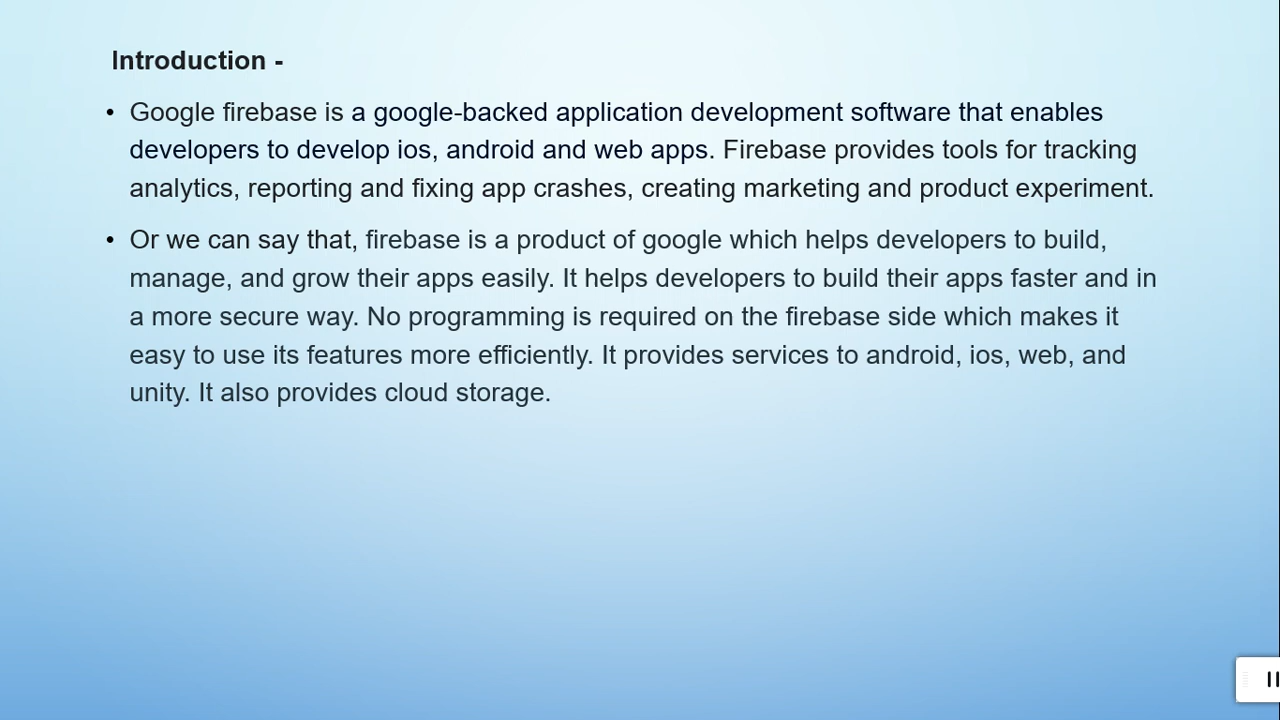 Introduction -
• Google firebase is a google-backed application development software that enables
developers to develop ios, android and web apps. Firebase provides tools for tracking
analytics, reporting and fixing app crashes, creating marketing and product experiment.
• Or we can say that, firebase is a product of google which helps developers to build,
manage, and grow their apps easily. It helps developers to build their apps faster and in
a more secure way. No programming is required on the firebase side which makes it
easy to use its features more efficiently. It provides services to android, ios, web, and
unity. It also provides cloud storage.